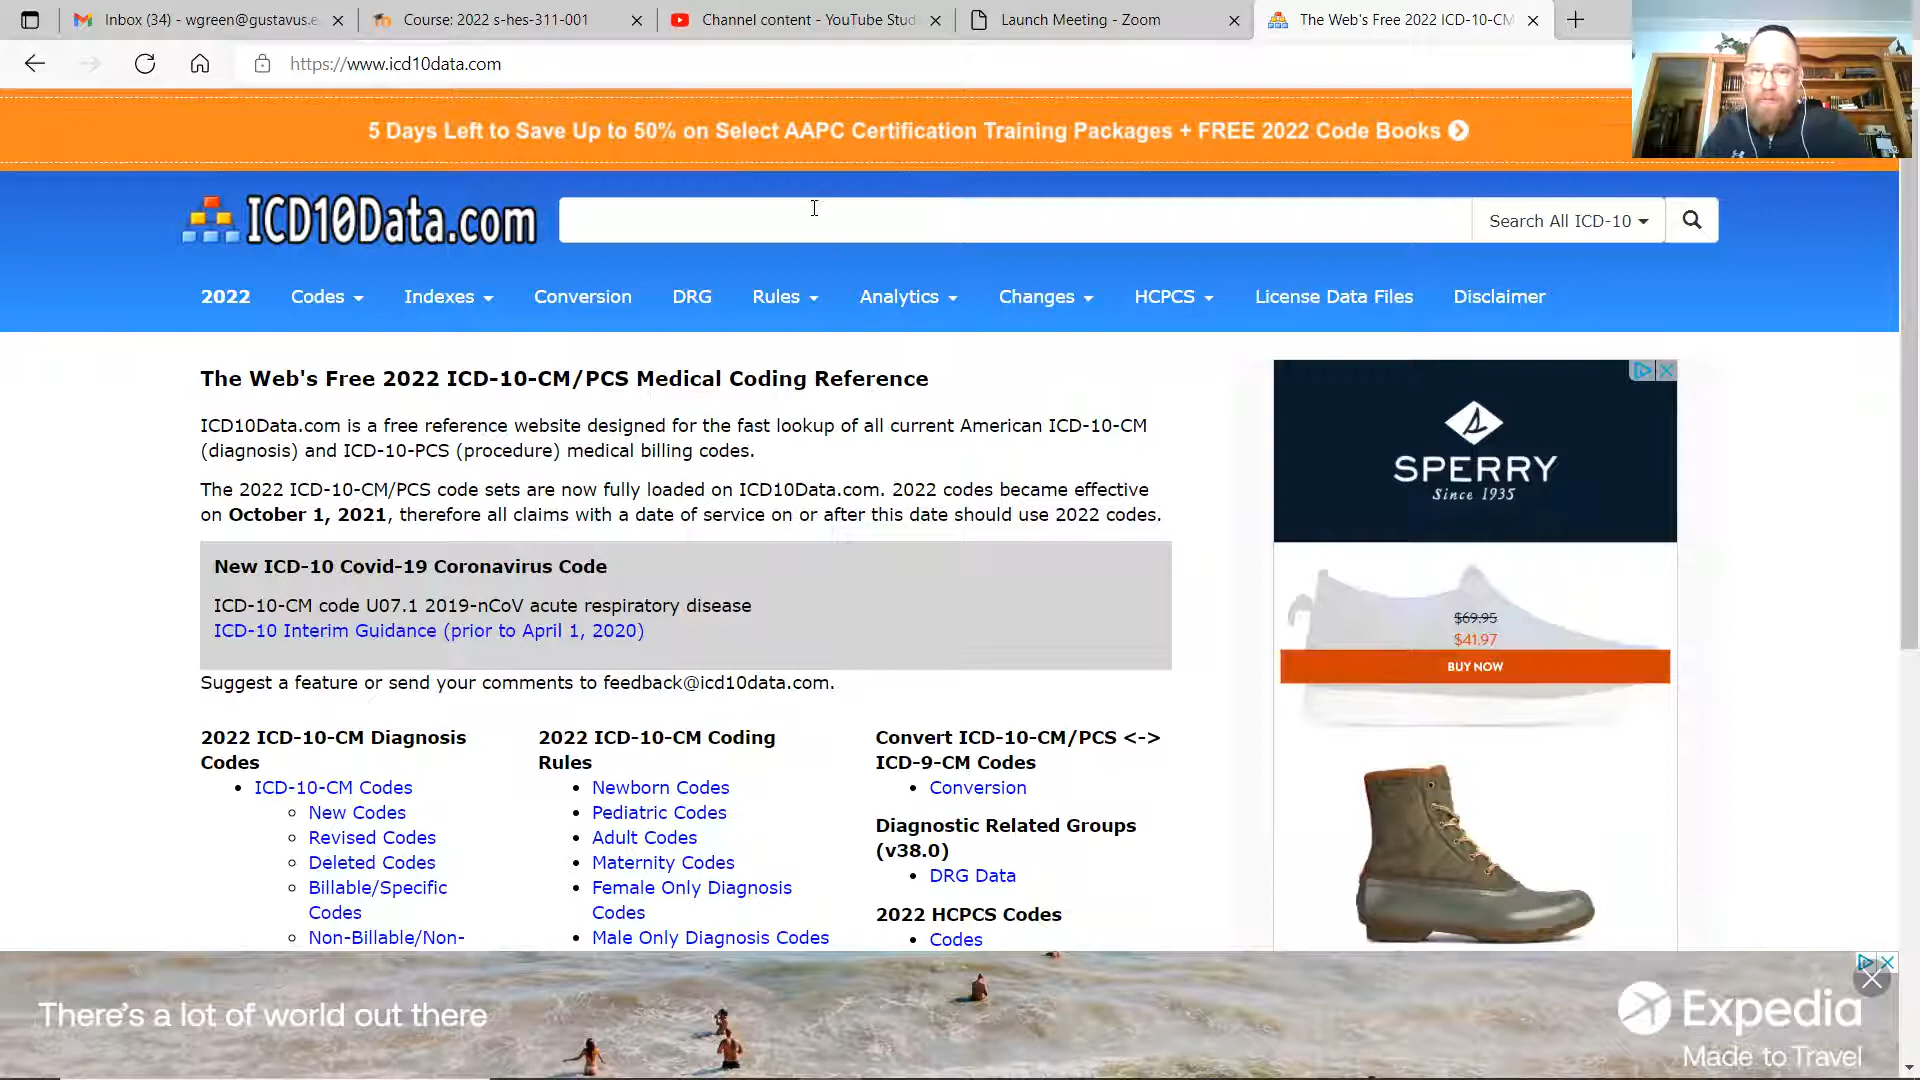 Inbox (34) - wgreen@gustavus.e
Course: 2022 s-hes-311-001
Channel content - YouTube Stud
Launch Meeting - Zoom
The Web's Free 2022 ICD-10-CM
https://www.icd10data.com
5 Days Left to Save Up to 50% on Select AAPC Certification Training Packages + FREE 2022 Code Books
ICD10Data.com
Search All ICD-10
2022 Codes Indexes Conversion DRG Rules Analytics Changes HCPCS License Data Files Disclaimer
The Web's Free 2022 ICD-10-CM/PCS Medical Coding Reference
ICD10Data.com is a free reference website designed for the fast lookup of all current American ICD-10-CM
(diagnosis) and ICD-10-PCS (procedure) medical billing codes.
The 2022 ICD-10-CM/PCS code sets are now fully loaded on ICD10Data.com. 2022 codes became effective
on October 1, 2021, therefore all claims with a date of service on or after this date should use 2022 codes.
New ICD-10 Covid-19 Coronavirus Code
ICD-10-CM code U07.1 2019-nCoV acute respiratory disease
ICD-10 Interim Guidance (prior to April 1, 2020)
Suggest a feature or send your comments to feedback@icd10data.com.
2022 ICD-10-CM Diagnosis
Codes
ICD-10-CM Codes
New Codes
Revised Codes
Deleted Codes
Billable/Specific
Codes
Non-Billable/Non-
2022 ICD-10-CM Coding
Rules
Newborn Codes
Pediatric Codes
Adult Codes
Maternity Codes
Female Only Diagnosis
Codes
Male Only Diagnosis Codes
Convert ICD-10-CM/PCS <->
ICD-9-CM Codes
Conversion
Diagnostic Related Groups
(v38.0)
DRG Data
2022 HCPCS Codes
Codes
SPERRY
Since 1935
$69.95
$41.97
BUY NOW
There's a lot of world out there
Expedia
Made to Travel